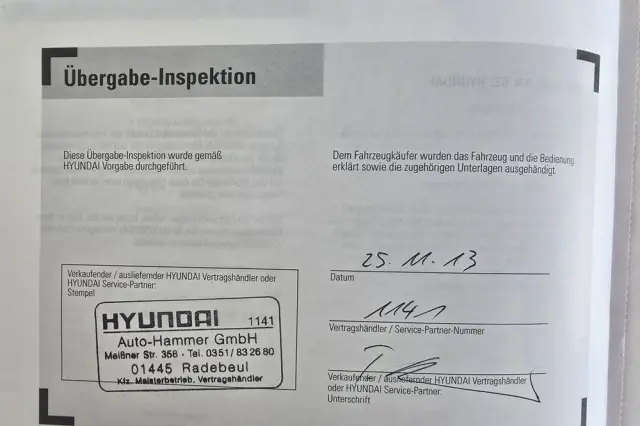 Übergabe-Inspektion
Diese Übergabe-Inspektion wurde gemäß
HYUNDAI Vorgabe durchgeführt.
Dem Fahrzeugkäufer wurden das Fahrzeug und die Bedienung
erklärt sowie die zugehörigen Unterlagen ausgehändigt.
Verkaufender / ausliefernder HYUNDAI Vertragshändler oder
HYUNDAI Service-Partner:
Stempel
HYUNDAI 1141
Auto-Hammer GmbH
Meißner Str. 358 · Tel. 0351/ 83 26 80
01445 Radebeul
Kfz. Meisterbetrieb, Vertragshändler
25. 11. 13
Datum
1141
Vertragshändler / Service-Partner-Nummer
Verkaufender / ausliefernder HYUNDAI Vertragshändler
oder HYUNDAI Service-Partner:
Unterschrift